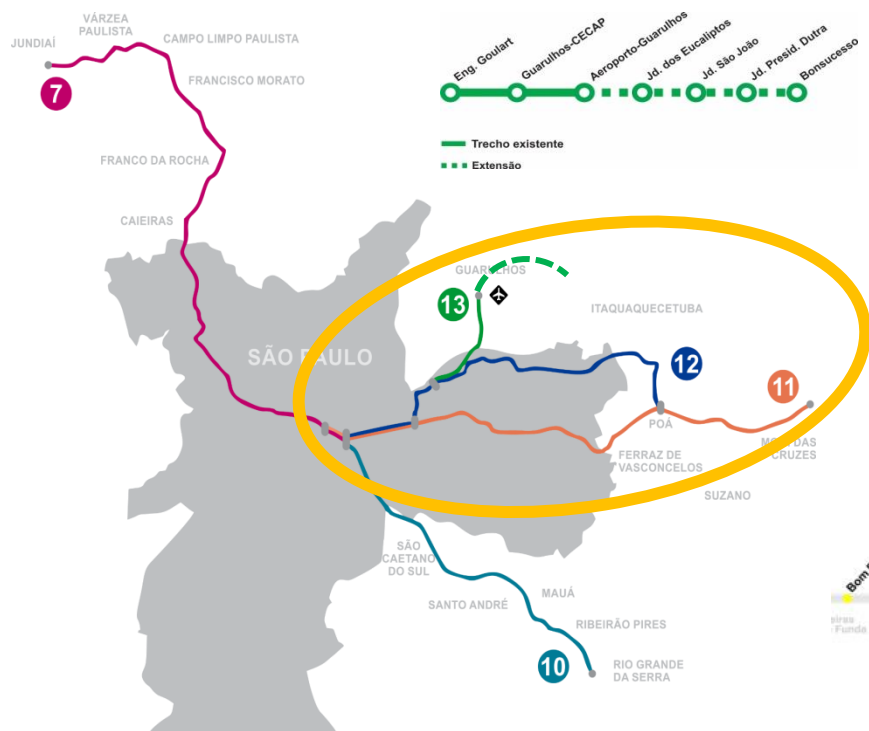 VÁRZEA
PAULISTA
JUNDIAÍ
CAMPO LIMPO PAULISTA
7
FRANCISCO MORATO
FRANCO DA ROCHA
CAIEIRAS
Eng. Goulart
Guarulhos-CECAP
Aeroporto-Guarulhos
Jd. dos Eucaliptos
Jd. São João
Jd. Presid. Dutra
Bonsucesso
Trecho existente
Extensão
GUARULHOS
13
ITAQUAQUECETUBA
SÃO PAULO
12
11
POÁ
MOGI DAS
CRUZES
FERRAZ DE
VASCONCELOS
SUZANO
SÃO
CAETANO
DO SUL
MAUÁ
SANTO ANDRÉ
RIBEIRÃO PIRES
10
RIO GRANDE
DA SERRA
Bom
Funda